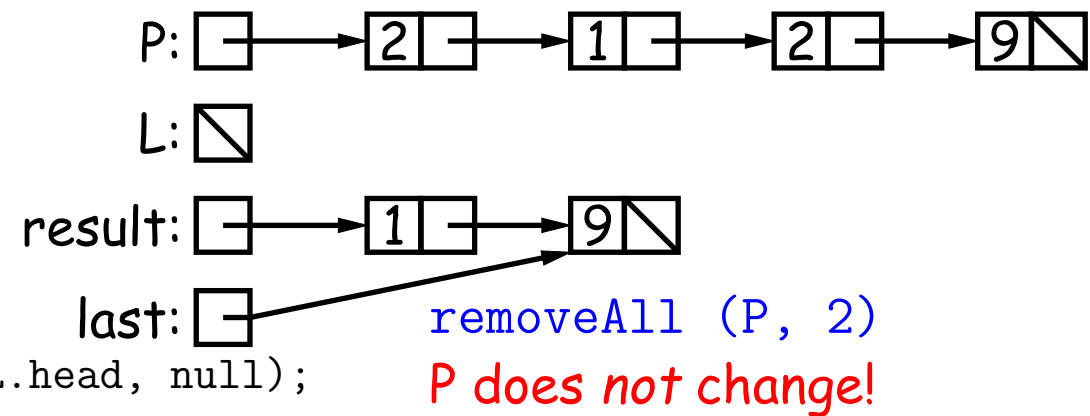 P: 2 1 2 9
L:
result: 1 9
last:
removeAll (P, 2)
.head, null);
P does not change!